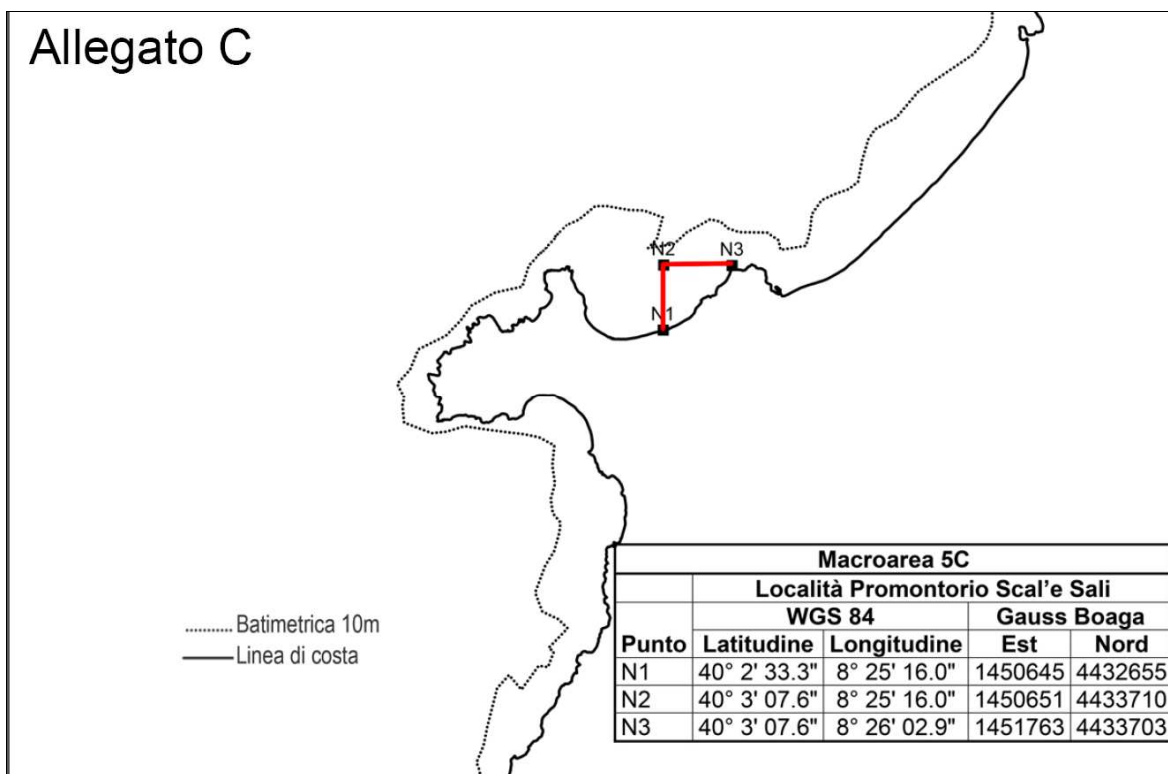 Allegato C
N2 N3
N1
Batimetrica 10m
Linea di costa
Macroarea 5C
Località Promontorio Scal'e Sali
WGS 84 Gauss Boaga
Punto Latitudine Longitudine Est Nord
N1 40° 2' 33.3" 8° 25' 16.0" 1450645 4432655
N2 40° 3' 07.6" 8° 25' 16.0" 1450651 4433710
N3 40° 3' 07.6" 8° 26' 02.9" 1451763 4433703